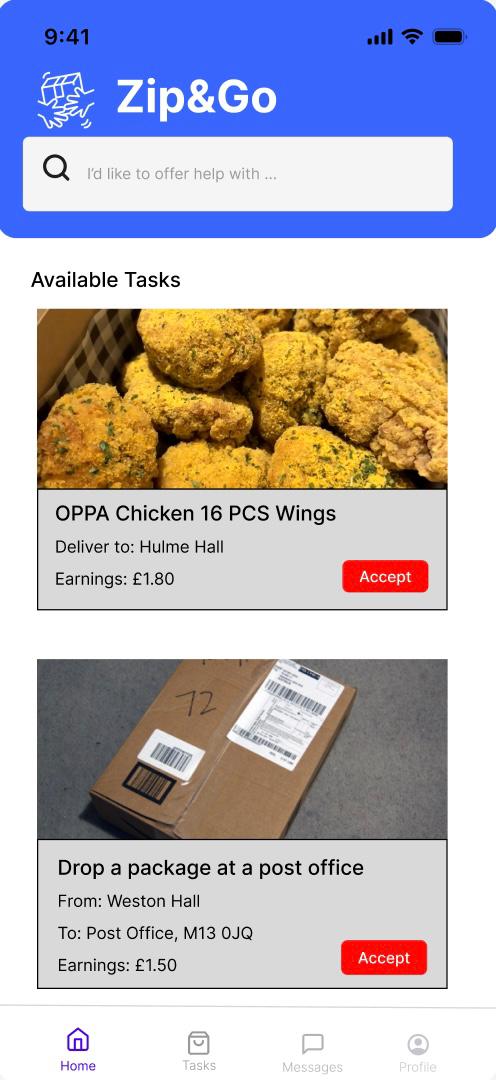 9:41
Zip&Go
I'd like to offer help with ...
Available Tasks
OPPA Chicken 16 PCS Wings
Deliver to: Hulme Hall
Earnings: £1.80
Accept
72
Drop a package at a post office
From: Weston Hall
To: Post Office, M13 0JQ
Earnings: £1.50
Accept
Home
Tasks
Messages
Profile